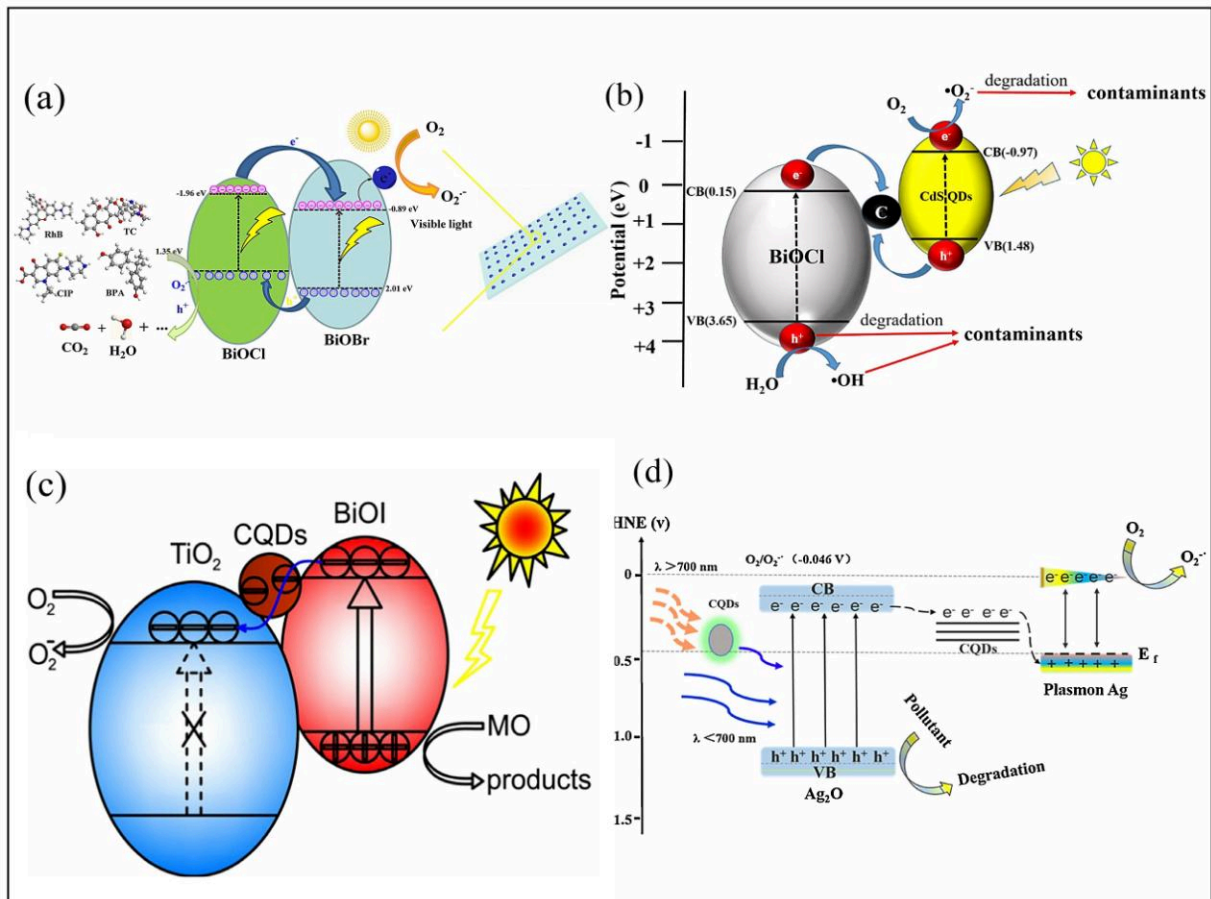 (a)
e⁻
O₂
e⁻
O₂·⁻
-1.96 eV
-0.89 eV
Visible light
RhB
TC
1.35 eV
CIP
BPA
O₂⁻
h⁺
h⁺
2.01 eV
CO₂ + H₂O + ...
BiOCl
BiOBr
(b)
degradation
•O₂⁻
contaminants
O₂
e⁻
-1
CB(-0.97)
e⁻
0
CB(0.15)
CdS QDs
C
+1
VB(1.48)
h⁺
BiOCl
+2
+3
VB(3.65)
degradation
+4
h⁺
contaminants
H₂O
•OH
Potential (eV)
(c)
BiOI
CQDs
TiO₂
O₂
O₂⁻
MO
products
(d)
HNE (v)
O₂
λ＞700 nm
O₂/O₂⁻· (-0.046 V)
O₂⁻·
0
CB
e⁻ e⁻ e⁻ e⁻ e⁻
e⁻ e⁻ e⁻ e⁻ e⁻ e⁻
CQDs
e⁻ e⁻ e⁻ e⁻
CQDs
E f
0.5
+ + + + +
Plasmon Ag
λ＜700 nm
Pollutant
1.0
h⁺ h⁺ h⁺ h⁺ h⁺ h⁺
VB
Degradation
Ag₂O
1.5